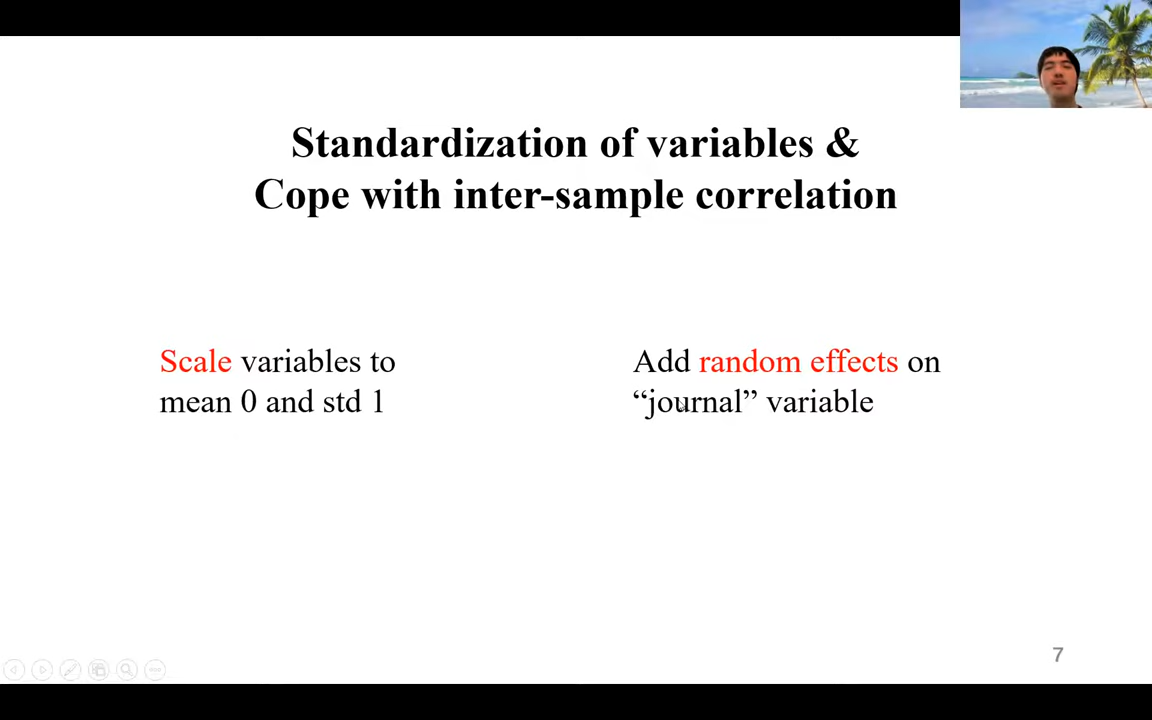 Standardization of variables &
Cope with inter-sample correlation
Scale variables to
mean 0 and std 1
Add random effects on
“journal” variable
7